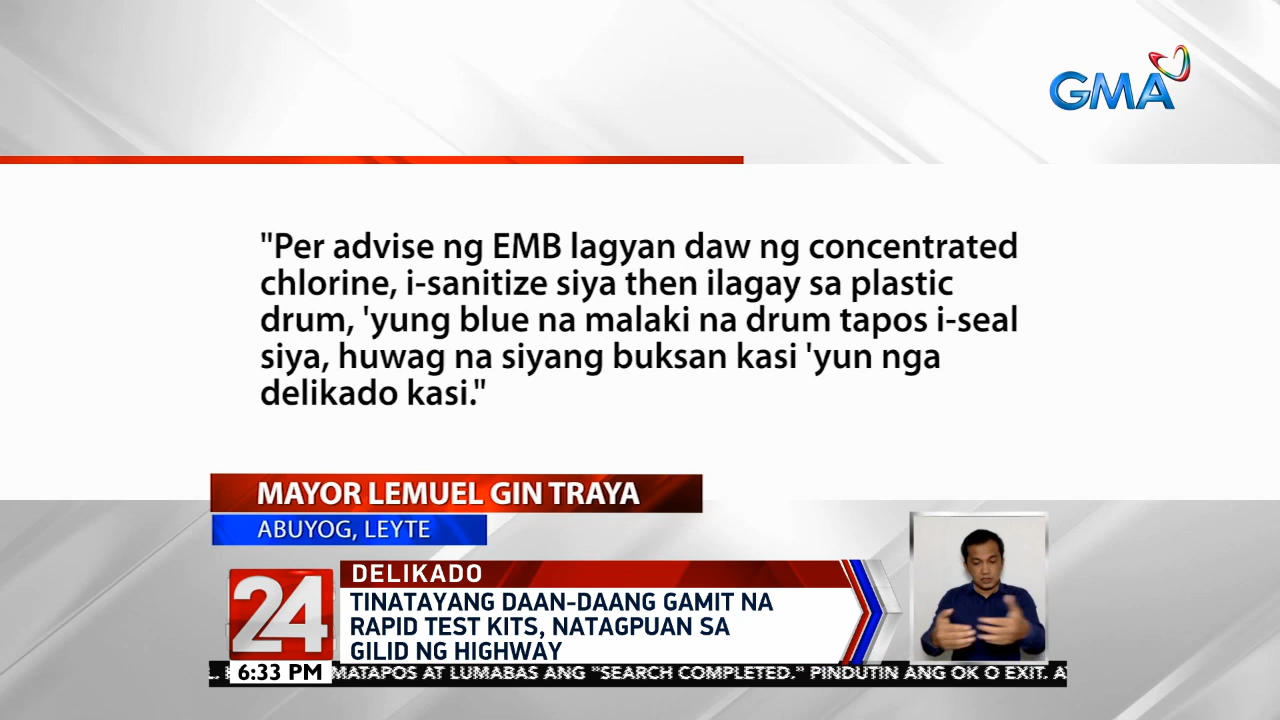 GMA
"Per advise ng EMB lagyan daw ng concentrated
chlorine, i-sanitize siya then ilagay sa plastic
drum, 'yung blue na malaki na drum tapos i-seal
siya, huwag na siyang buksan kasi 'yun nga
delikado kasi."
MAYOR LEMUEL GIN TRAYA
ABUYOG, LEYTE
DELIKADO
24
TINATAYANG DAAN-DAANG GAMIT NA
RAPID TEST KITS, NATAGPUAN SA
GILID NG HIGHWAY
6:33 PM
MATAPOS AT LUMABAS ANG "SEARCH COMPLETED." PINDUTIN ANG OK O EXIT. A